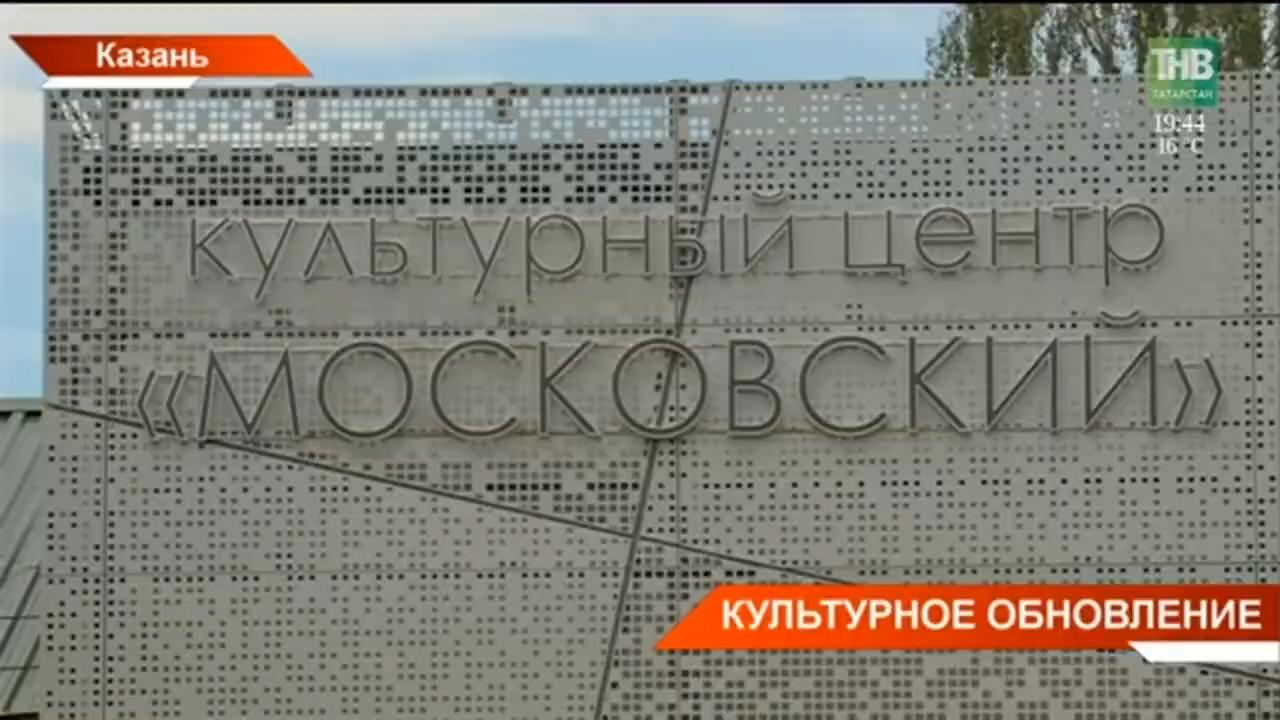 Казань
ТНВ
ТАТАРСТАН
19:44
16 °C
культурный центр
«МОСКОВСКИЙ»
КУЛЬТУРНОЕ ОБНОВЛЕНИЕ